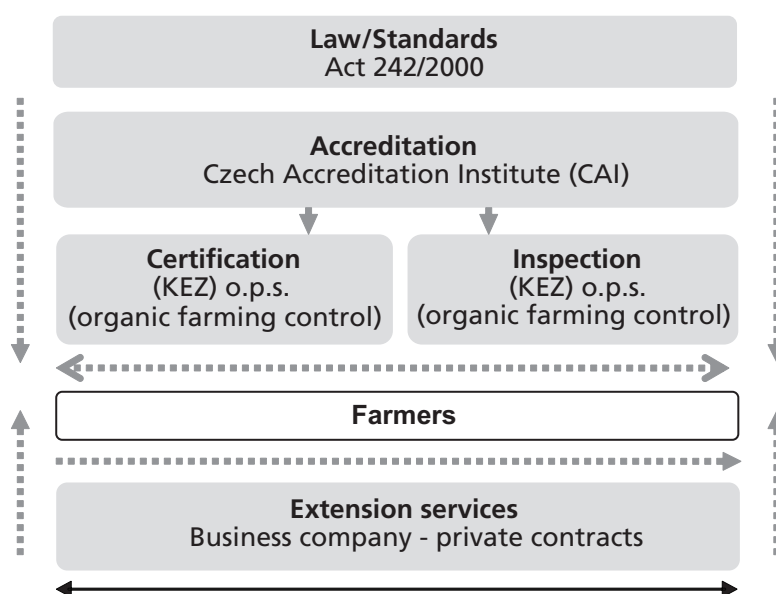 Law/Standards
Act 242/2000
Accreditation
Czech Accreditation Institute (CAI)
Certification
(KEZ) o.p.s.
(organic farming control)
Inspection
(KEZ) o.p.s.
(organic farming control)
Farmers
Extension services
Business company - private contracts